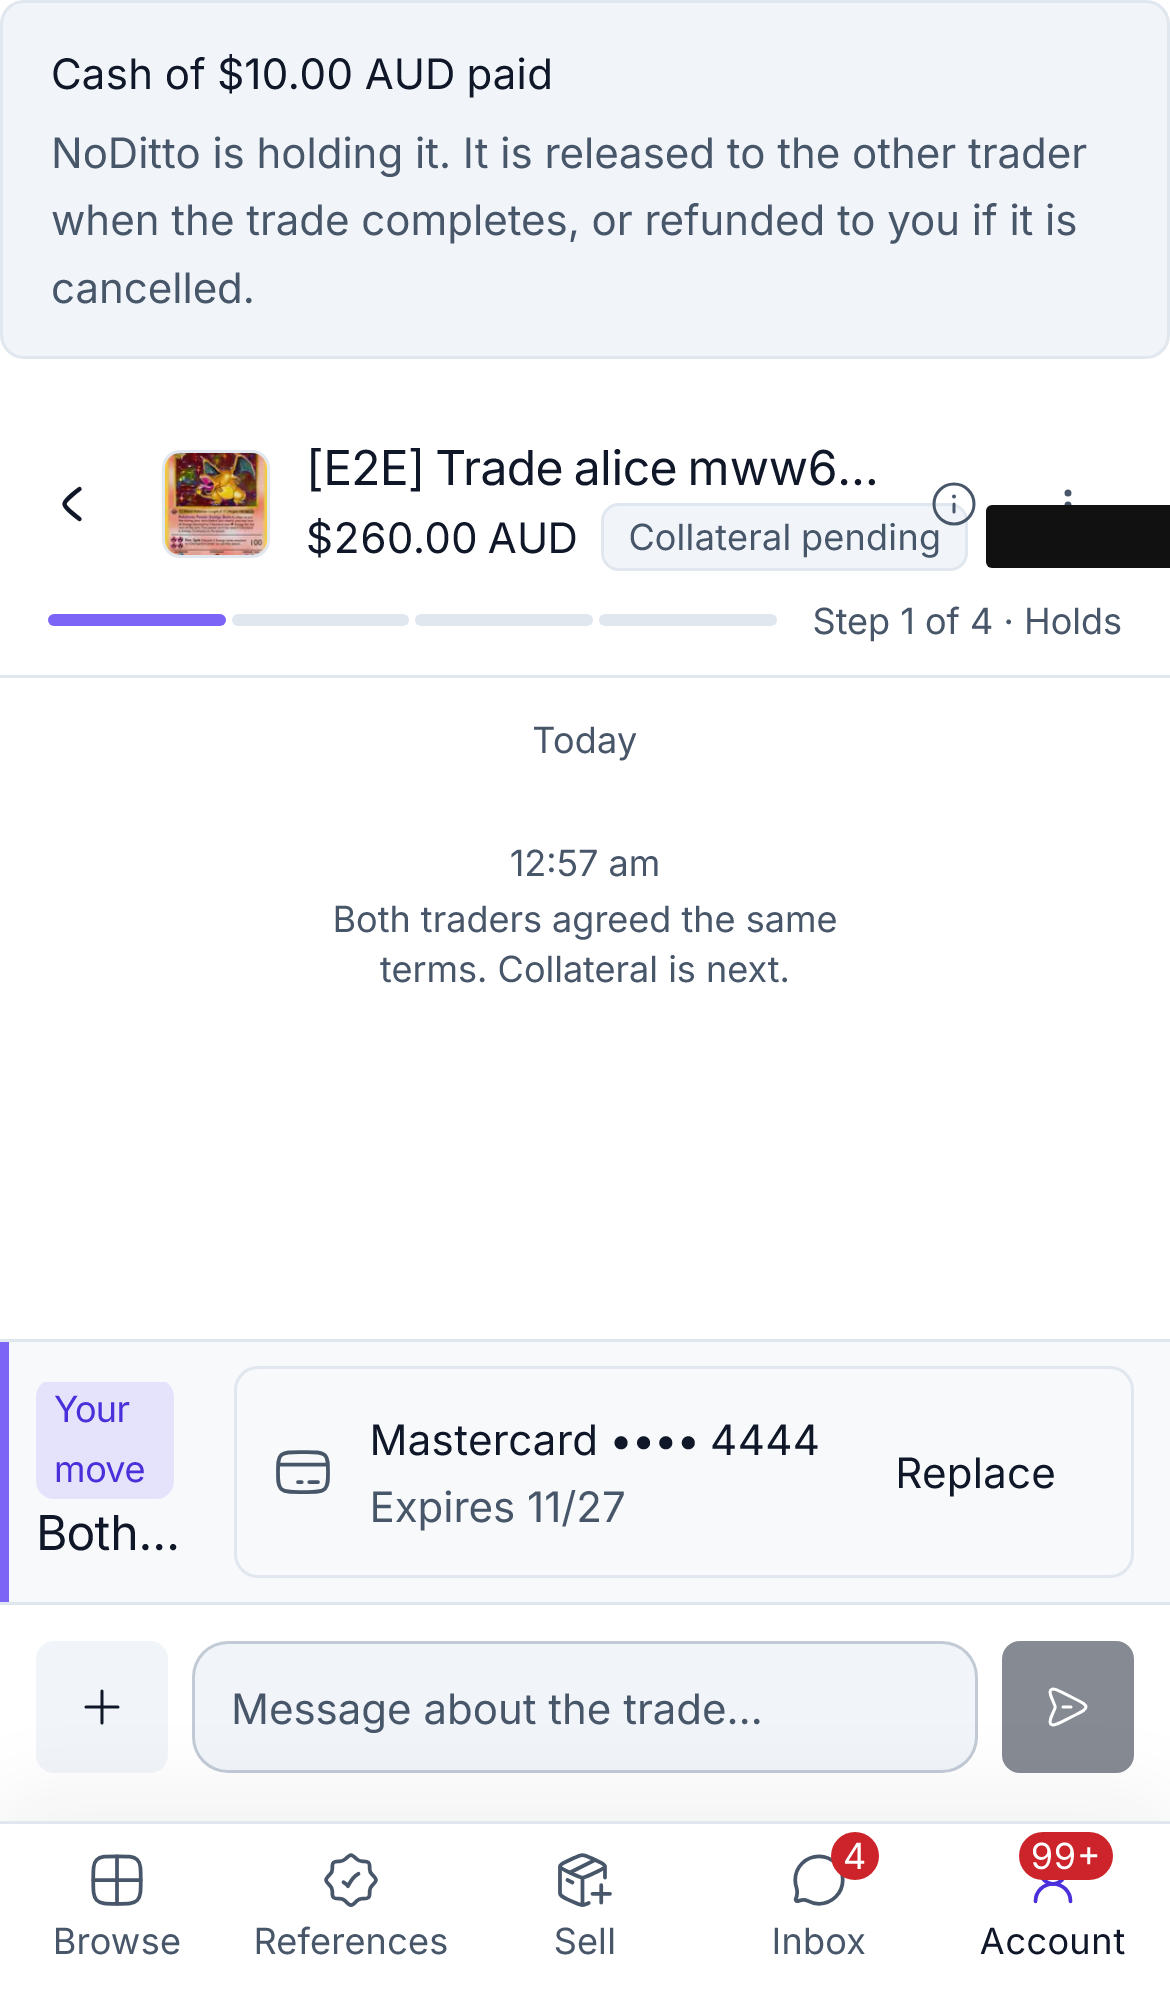 Cash of $10.00 AUD paid
NoDitto is holding it. It is released to the other trader
when the trade completes, or refunded to you if it is
cancelled.
[E2E] Trade alice mww6...
$260.00 AUD
Collateral pending
Step 1 of 4 · Holds
Today
12:57 am
Both traders agreed the same
terms. Collateral is next.
Your
move
Both...
Mastercard •••• 4444
Expires 11/27
Replace
Message about the trade...
4
99+
Browse
References
Sell
Inbox
Account